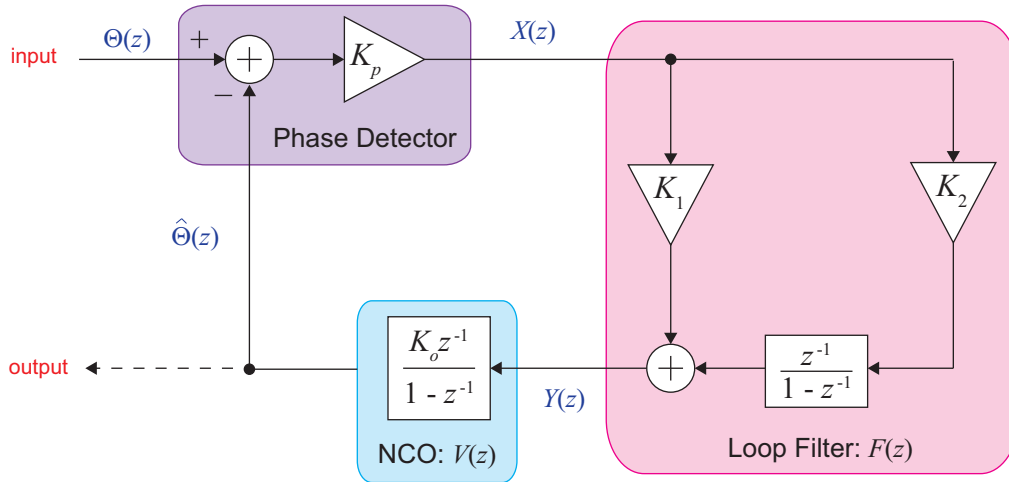 input
Θ(z)
+
+
−
K_p
Phase Detector
X(z)
K_1
K_2
Θ̂(z)
output
K_o z^-1
1 - z^-1
NCO: V(z)
Y(z)
+
z^-1
1 - z^-1
Loop Filter: F(z)